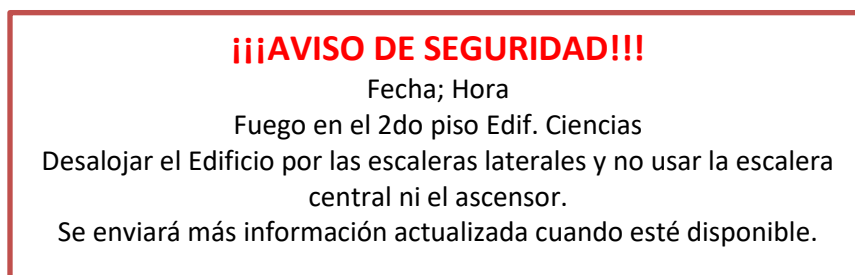 ¡¡¡AVISO DE SEGURIDAD!!!
Fecha; Hora
Fuego en el 2do piso Edif. Ciencias
Desalojar el Edificio por las escaleras laterales y no usar la escalera
central ni el ascensor.
Se enviará más información actualizada cuando esté disponible.